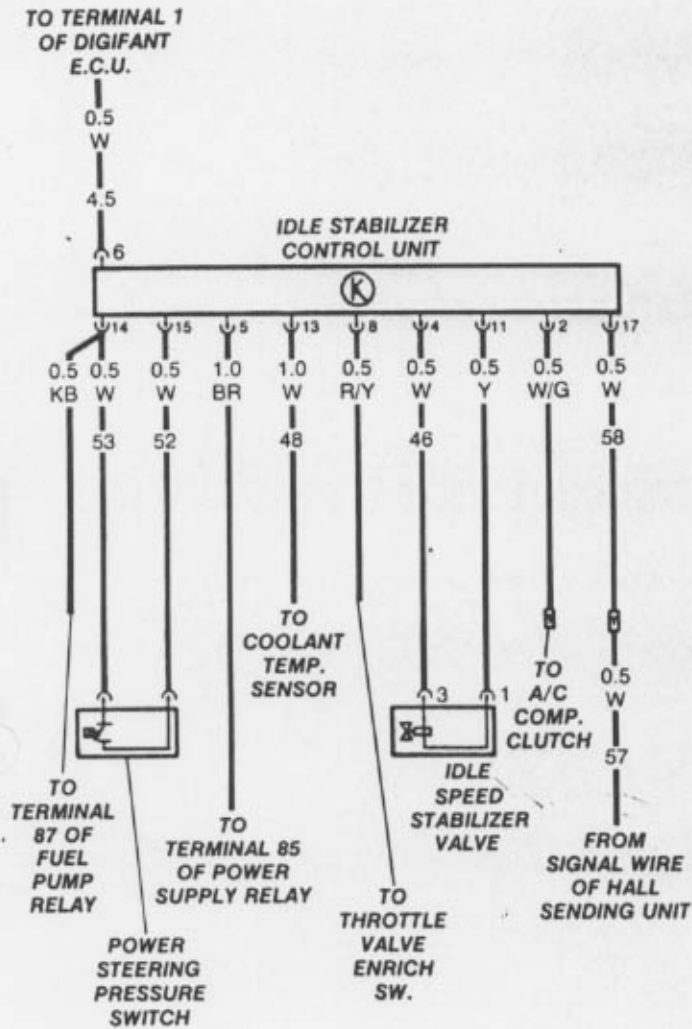 TO TERMINAL 1
OF DIGIFANT
E.C.U.
0.5
W
4.5
6
IDLE STABILIZER
CONTROL UNIT
K
14 15 5 13 8 4 11 2 17
0.5 0.5 0.5 1.0 1.0 0.5 0.5 0.5 0.5 0.5
KB W W BR W R/Y W Y W/G W
53 52 48 46 58
TO
COOLANT
TEMP.
SENSOR
3 1
TO
A/C
COMP.
CLUTCH
0.5
W
57
IDLE
SPEED
STABILIZER
VALVE
TO
TERMINAL
87 OF
FUEL
PUMP
RELAY
TO
TERMINAL 85
OF POWER
SUPPLY RELAY
FROM
SIGNAL WIRE
OF HALL
SENDING UNIT
TO
THROTTLE
VALVE
ENRICH
SW.
POWER
STEERING
PRESSURE
SWITCH